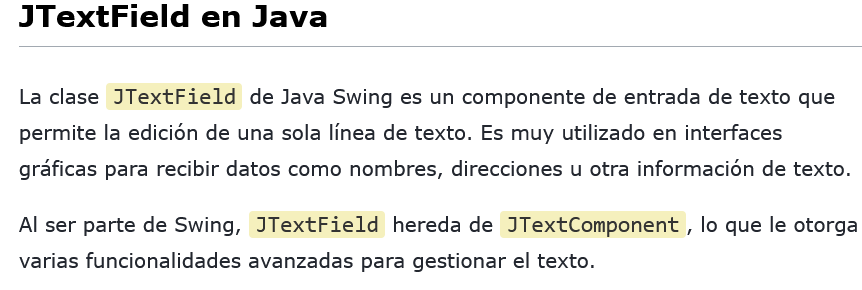 JTextField en Java
La clase JTextField de Java Swing es un componente de entrada de texto que
permite la edición de una sola línea de texto. Es muy utilizado en interfaces
gráficas para recibir datos como nombres, direcciones u otra información de texto.
Al ser parte de Swing, JTextField hereda de JTextComponent, lo que le otorga
varias funcionalidades avanzadas para gestionar el texto.